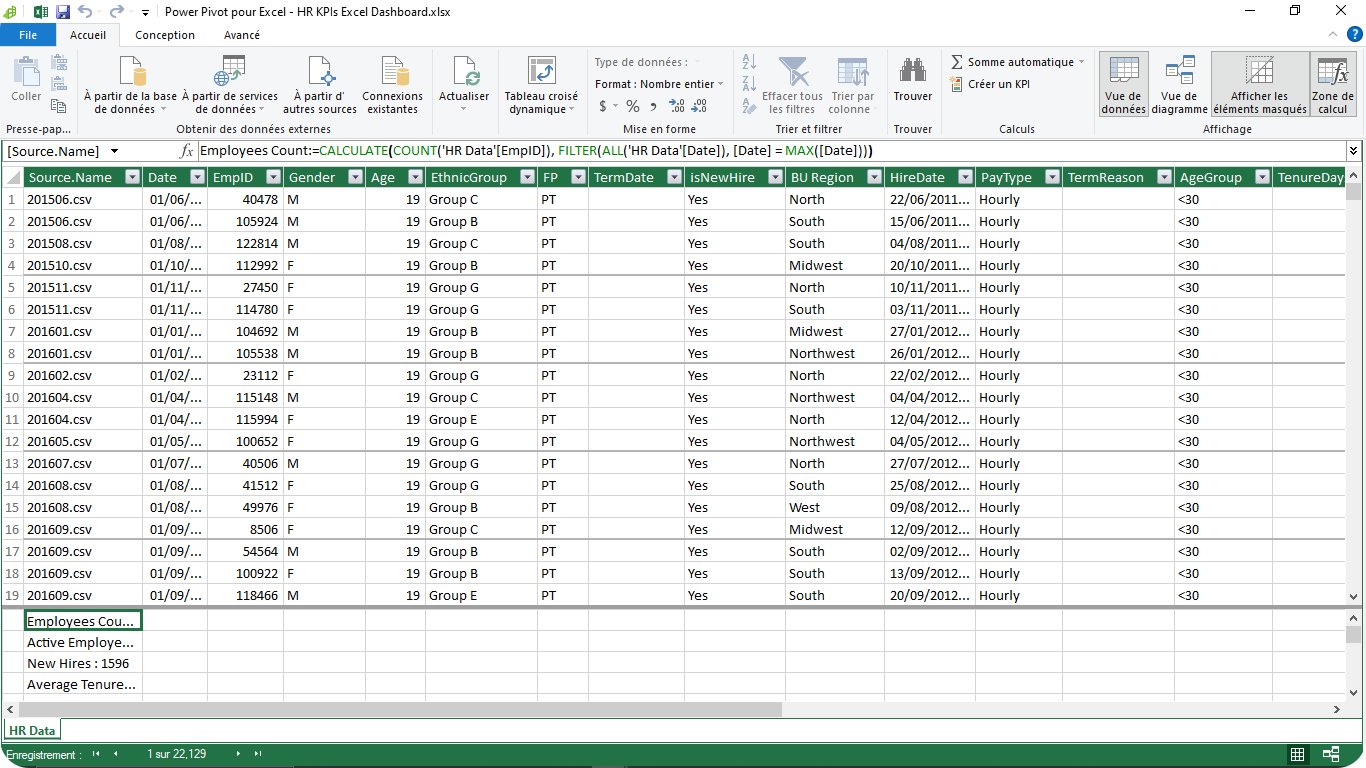 Power Pivot pour Excel - HR KPIs Excel Dashboard.xlsx
File Accueil Conception Avancé
Coller
Presse-pap...
À partir de la base de données
À partir de services de données
À partir d' autres sources
Connexions existantes
Obtenir des données externes
Actualiser
Tableau croisé dynamique
Type de données :
Format : Nombre entier
$ % ,
Mise en forme
Effacer tous les filtres
Trier par colonne
Trier et filtrer
Trouver
Trouver
Somme automatique
Créer un KPI
Calculs
Vue de données
Vue de diagramme
Afficher les éléments masqués
Zone de calcul
Affichage
[Source.Name] fx Employees Count:=CALCULATE(COUNT('HR Data'[EmpID]), FILTER(ALL('HR Data'[Date]), [Date] = MAX([Date])))
Source.Name Date EmpID Gender Age EthnicGroup FP TermDate isNewHire BU Region HireDate PayType TermReason AgeGroup TenureDay
1 201506.csv 01/06/... 40478 M 19 Group C PT Yes North 22/06/2011... Hourly <30
2 201506.csv 01/06/... 105924 M 19 Group B PT Yes South 15/06/2011... Hourly <30
3 201508.csv 01/08/... 122814 M 19 Group C PT Yes South 04/08/2011... Hourly <30
4 201510.csv 01/10/... 112992 F 19 Group B PT Yes Midwest 20/10/2011... Hourly <30
5 201511.csv 01/11/... 27450 F 19 Group G PT Yes North 10/11/2011... Hourly <30
6 201511.csv 01/11/... 114780 F 19 Group G PT Yes South 03/11/2011... Hourly <30
7 201601.csv 01/01/... 104692 M 19 Group B PT Yes Midwest 27/01/2012... Hourly <30
8 201601.csv 01/01/... 105538 M 19 Group B PT Yes Northwest 26/01/2012... Hourly <30
9 201602.csv 01/02/... 23112 F 19 Group G PT Yes North 22/02/2012... Hourly <30
10 201604.csv 01/04/... 115148 M 19 Group C PT Yes Northwest 04/04/2012... Hourly <30
11 201604.csv 01/04/... 115994 F 19 Group E PT Yes North 12/04/2012... Hourly <30
12 201605.csv 01/05/... 100652 F 19 Group G PT Yes Northwest 04/05/2012... Hourly <30
13 201607.csv 01/07/... 40506 M 19 Group G PT Yes North 27/07/2012... Hourly <30
14 201608.csv 01/08/... 41512 F 19 Group G PT Yes South 25/08/2012... Hourly <30
15 201608.csv 01/08/... 49976 F 19 Group B PT Yes West 09/08/2012... Hourly <30
16 201609.csv 01/09/... 8506 F 19 Group C PT Yes Midwest 12/09/2012... Hourly <30
17 201609.csv 01/09/... 54564 M 19 Group B PT Yes South 02/09/2012... Hourly <30
18 201609.csv 01/09/... 100922 F 19 Group B PT Yes South 13/09/2012... Hourly <30
19 201609.csv 01/09/... 118466 M 19 Group E PT Yes South 20/09/2012... Hourly <30
Employees Cou...
Active Employe...
New Hires : 1596
Average Tenure...
HR Data
Enregistrement : 1 sur 22,129